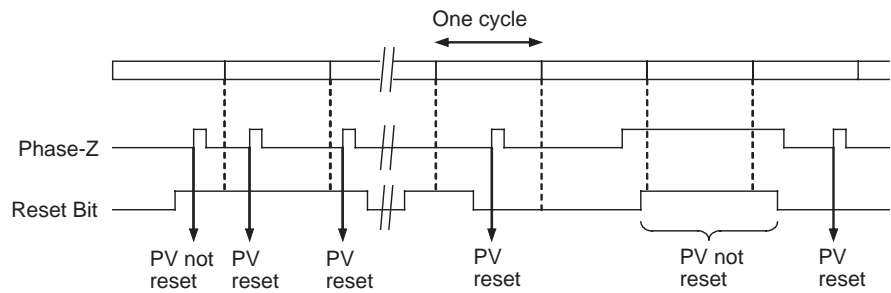 One cycle
Phase-Z
Reset Bit
PV not
reset
PV
reset
PV
reset
PV
reset
PV not
reset
PV
reset